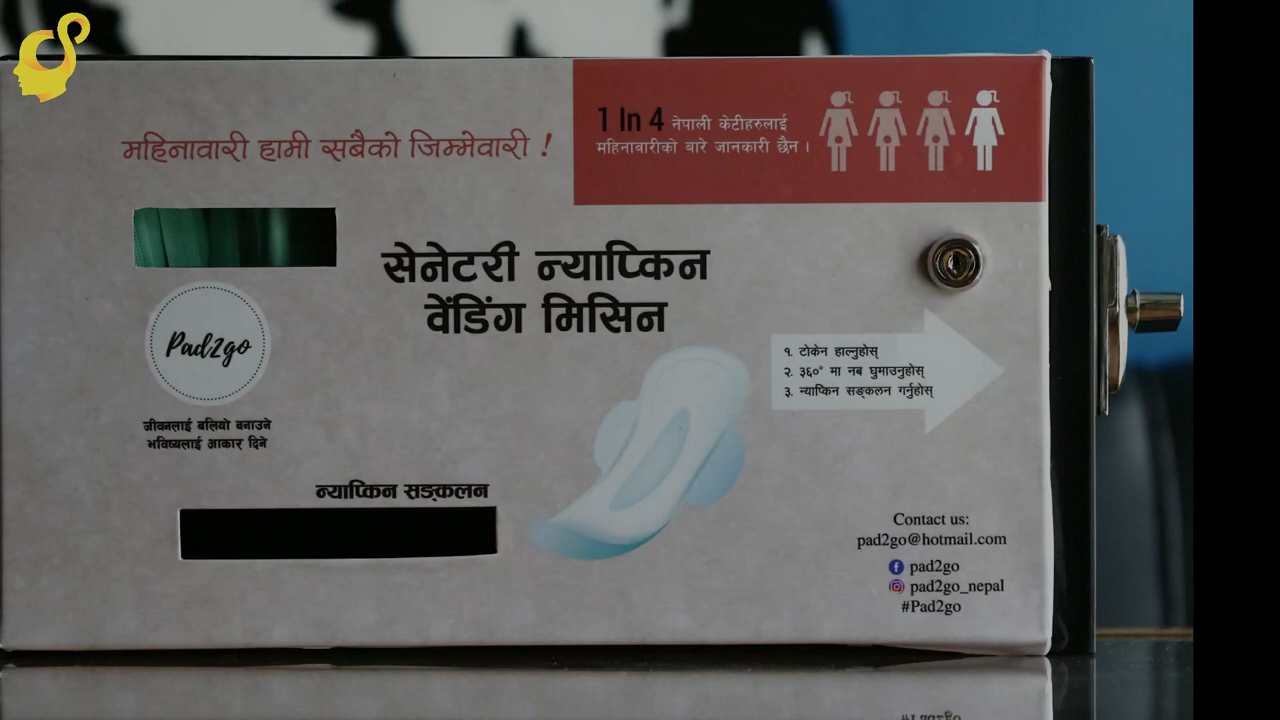 महिनावारी हामी सबैको जिम्मेवारी !
1 In 4 नेपाली केटीहरुलाई
महिनावारीको बारे जानकारी छैन ।
सेनेटरी न्याप्किन
वेंडिंग मिसिन
Pad2go
जीवनलाई बलियो बनाउने
भविष्यलाई आकार दिने
१. टोकेन हाल्नुहोस्
२. ३६०° मा नब घुमाउनुहोस्
३. न्याप्किन सङ्कलन गर्नुहोस्
न्याप्किन सङ्कलन
Contact us:
pad2go@hotmail.com
pad2go
pad2go_nepal
#Pad2go